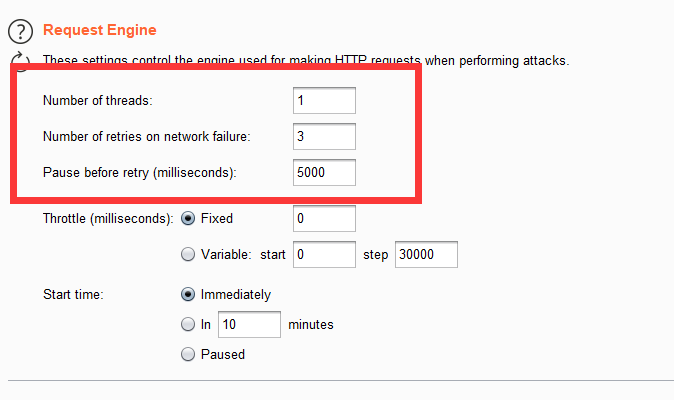 ?
Request Engine
These settings control the engine used for making HTTP requests when performing attacks.
Number of threads: 1
Number of retries on network failure: 3
Pause before retry (milliseconds): 5000
Throttle (milliseconds): Fixed 0
Variable: start 0 step 30000
Start time: Immediately
In 10 minutes
Paused